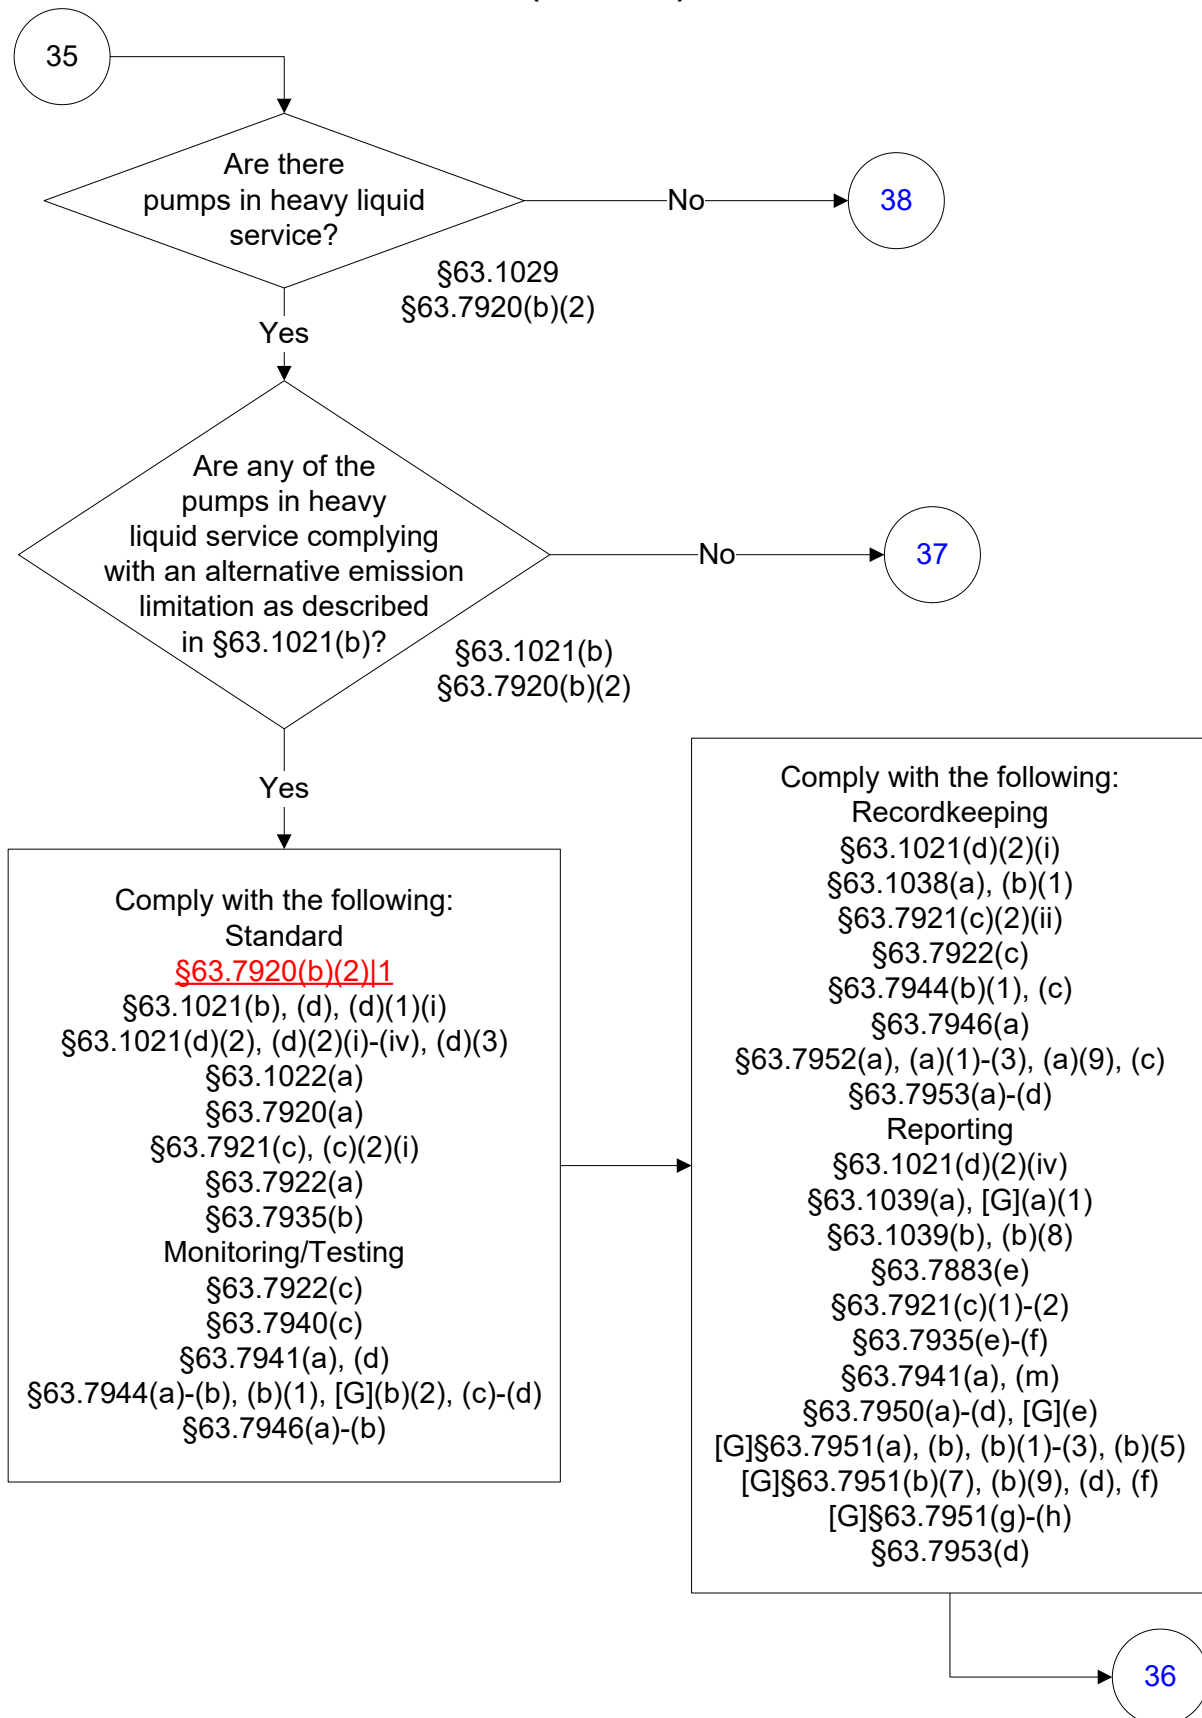 35
Are there
pumps in heavy liquid
service?
No
38
§63.1029
§63.7920(b)(2)
Yes
Are any of the
pumps in heavy
liquid service complying
with an alternative emission
limitation as described
in §63.1021(b)?
No
37
§63.1021(b)
§63.7920(b)(2)
Yes
Comply with the following:
Standard
§63.7920(b)(2)|1
§63.1021(b), (d), (d)(1)(i)
§63.1021(d)(2), (d)(2)(i)-(iv), (d)(3)
§63.1022(a)
§63.7920(a)
§63.7921(c), (c)(2)(i)
§63.7922(a)
§63.7935(b)
Monitoring/Testing
§63.7922(c)
§63.7940(c)
§63.7941(a), (d)
§63.7944(a)-(b), (b)(1), [G](b)(2), (c)-(d)
§63.7946(a)-(b)
Comply with the following:
Recordkeeping
§63.1021(d)(2)(i)
§63.1038(a), (b)(1)
§63.7921(c)(2)(ii)
§63.7922(c)
§63.7944(b)(1), (c)
§63.7946(a)
§63.7952(a), (a)(1)-(3), (a)(9), (c)
§63.7953(a)-(d)
Reporting
§63.1021(d)(2)(iv)
§63.1039(a), [G](a)(1)
§63.1039(b), (b)(8)
§63.7883(e)
§63.7921(c)(1)-(2)
§63.7935(e)-(f)
§63.7941(a), (m)
§63.7950(a)-(d), [G](e)
[G]§63.7951(a), (b), (b)(1)-(3), (b)(5)
[G]§63.7951(b)(7), (b)(9), (d), (f)
[G]§63.7951(g)-(h)
§63.7953(d)
36